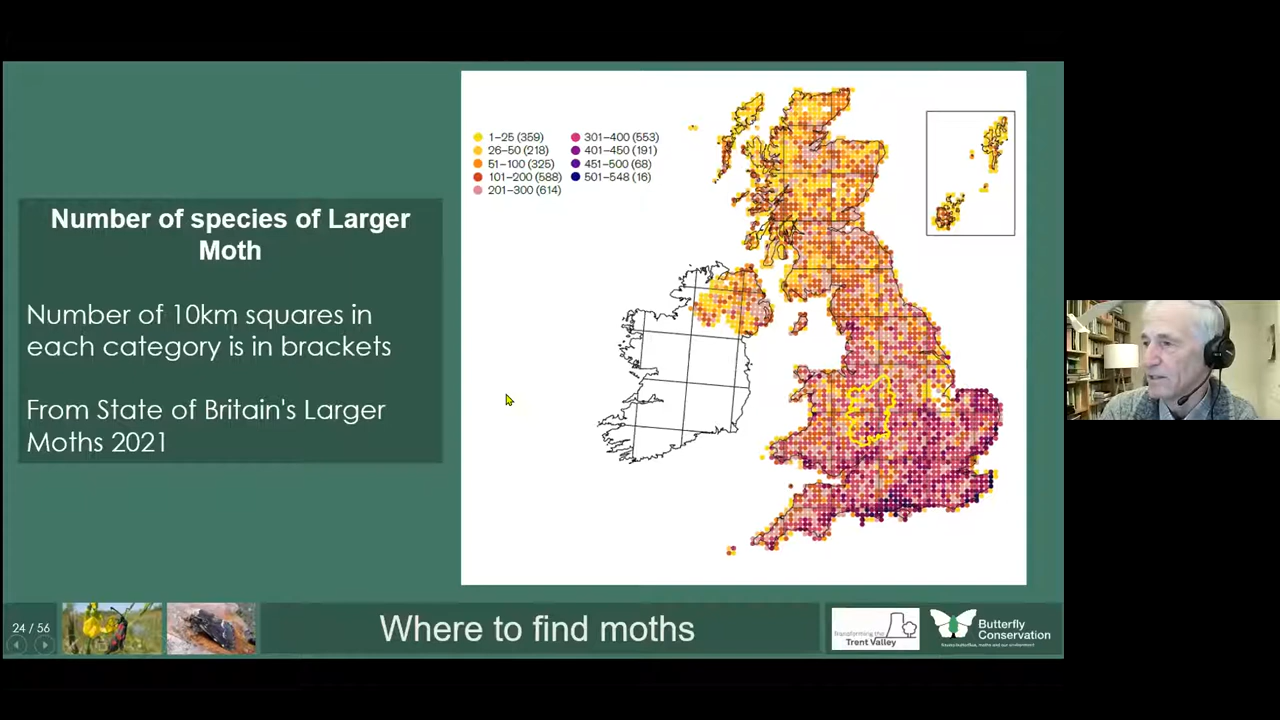 Number of species of Larger
Moth
Number of 10km squares in
each category is in brackets
From State of Britain's Larger
Moths 2021
1–25 (359)
26–50 (218)
51–100 (325)
101–200 (588)
201–300 (614)
301–400 (553)
401–450 (191)
451–500 (68)
501–548 (16)
24 / 56
Where to find moths
Transforming the
Trent Valley
Butterfly
Conservation